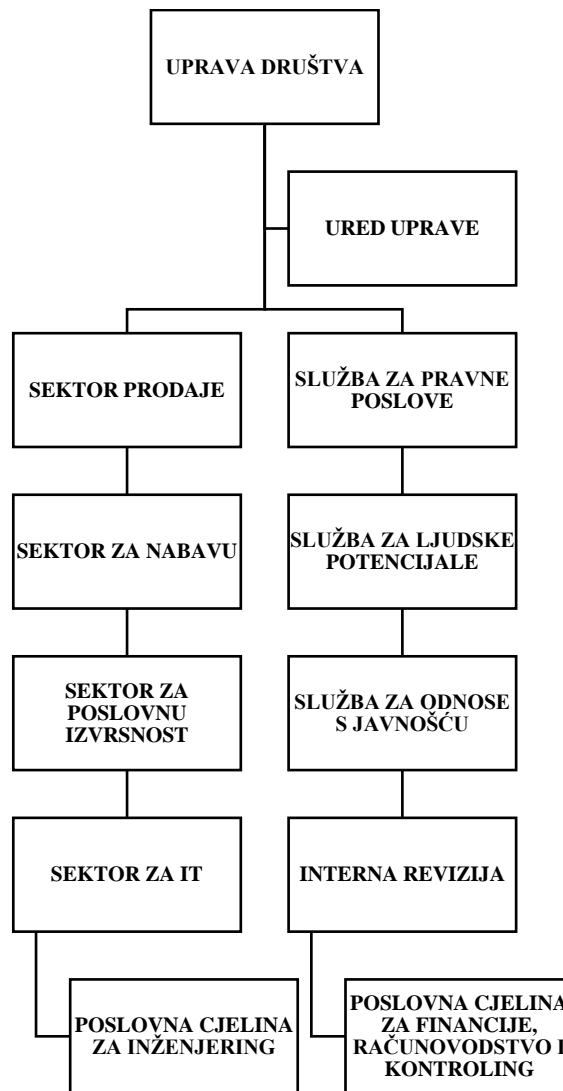 UPRAVA DRUŠTVA
URED UPRAVE
SEKTOR PRODAJE
SLUŽBA ZA PRAVNE
POSLOVE
SEKTOR ZA NABAVU
SLUŽBA ZA LJUDSKE
POTENCIJALE
SEKTOR ZA
POSLOVNU
IZVRSNOST
SLUŽBA ZA ODNOSE
S JAVNOŠĆU
SEKTOR ZA IT
INTERNA REVIZIJA
POSLOVNA CJELINA
ZA INŽENJERING
POSLOVNA CJELINA
ZA FINANCIJE,
RAČUNOVODSTVO I
KONTROLING